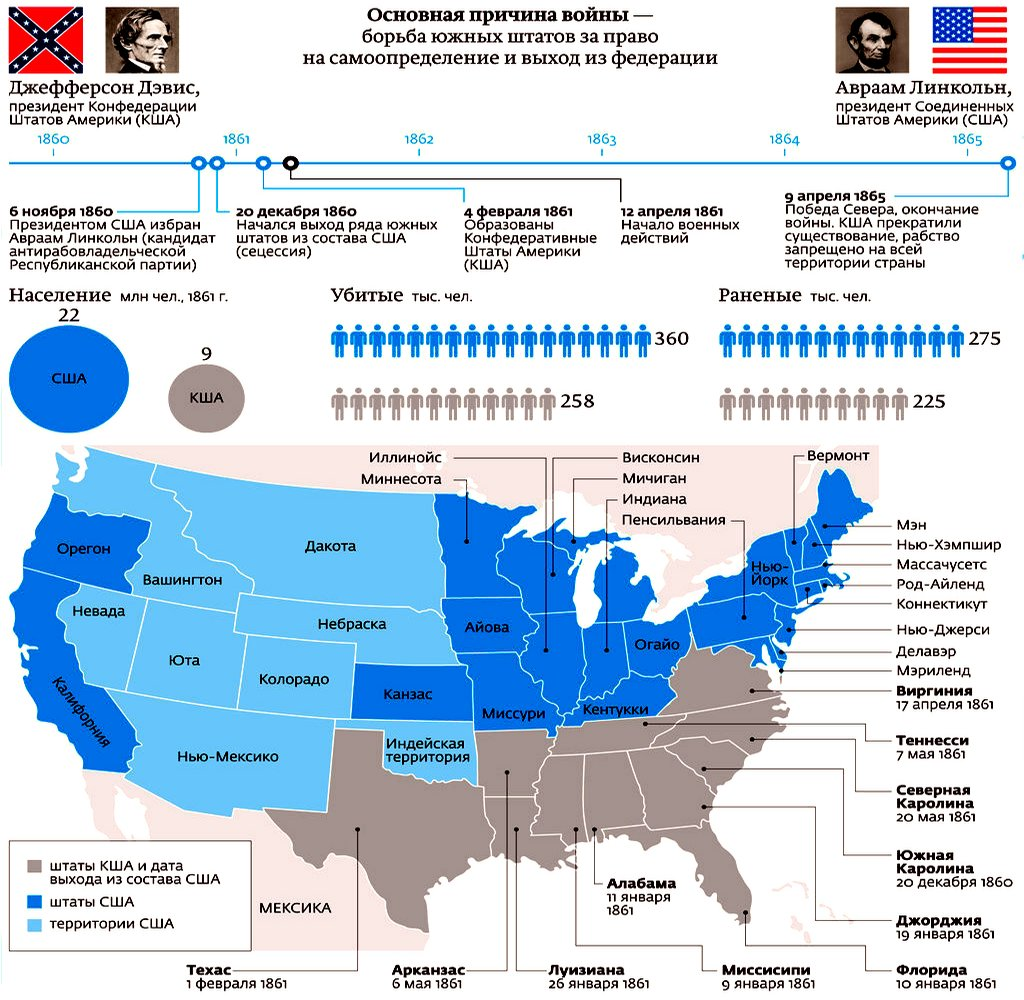 Основная причина войны —
борьба южных штатов за право
на самоопределение и выход из федерации
Джефферсон Дэвис,
президент Конфедерации
Штатов Америки (КША)
Авраам Линкольн,
президент Соединенных
Штатов Америки (США)
1860
1861
1862
1863
1864
1865
6 ноября 1860
Президентом США избран
Авраам Линкольн (кандидат
антирабовладельческой
Республиканской партии)
20 декабря 1860
Начался выход ряда южных
штатов из состава США
(сецессия)
4 февраля 1861
Образованы
Конфедеративные
Штаты Америки
(КША)
12 апреля 1861
Начало военных
действий
9 апреля 1865
Победа Севера, окончание
войны. КША прекратили
существование, рабство
запрещено на всей
территории страны
Население млн чел., 1861 г.
22
США
9
КША
Убитые тыс. чел.
360
258
Раненые тыс. чел.
275
225
Иллинойс
Миннесота
Висконсин
Мичиган
Индиана
Пенсильвания
Вермонт
Мэн
Нью-Хэмпшир
Массачусетс
Род-Айленд
Коннектикут
Нью-Джерси
Делавэр
Мэриленд
Виргиния
17 апреля 1861
Теннесси
7 мая 1861
Северная
Каролина
20 мая 1861
Южная
Каролина
20 декабря 1860
Джорджия
19 января 1861
Орегон
Вашингтон
Дакота
Невада
Небраска
Айова
Нью-
Йорк
Огайо
Юта
Колорадо
Канзас
Миссури
Кентукки
Калифорния
Нью-Мексико
Индейская
территория
штаты КША и дата
выхода из состава США
штаты США
территории США
МЕКСИКА
Алабама
11 января
1861
Техас
1 февраля 1861
Арканзас
6 мая 1861
Луизиана
26 января 1861
Миссисипи
9 января 1861
Флорида
10 января 1861